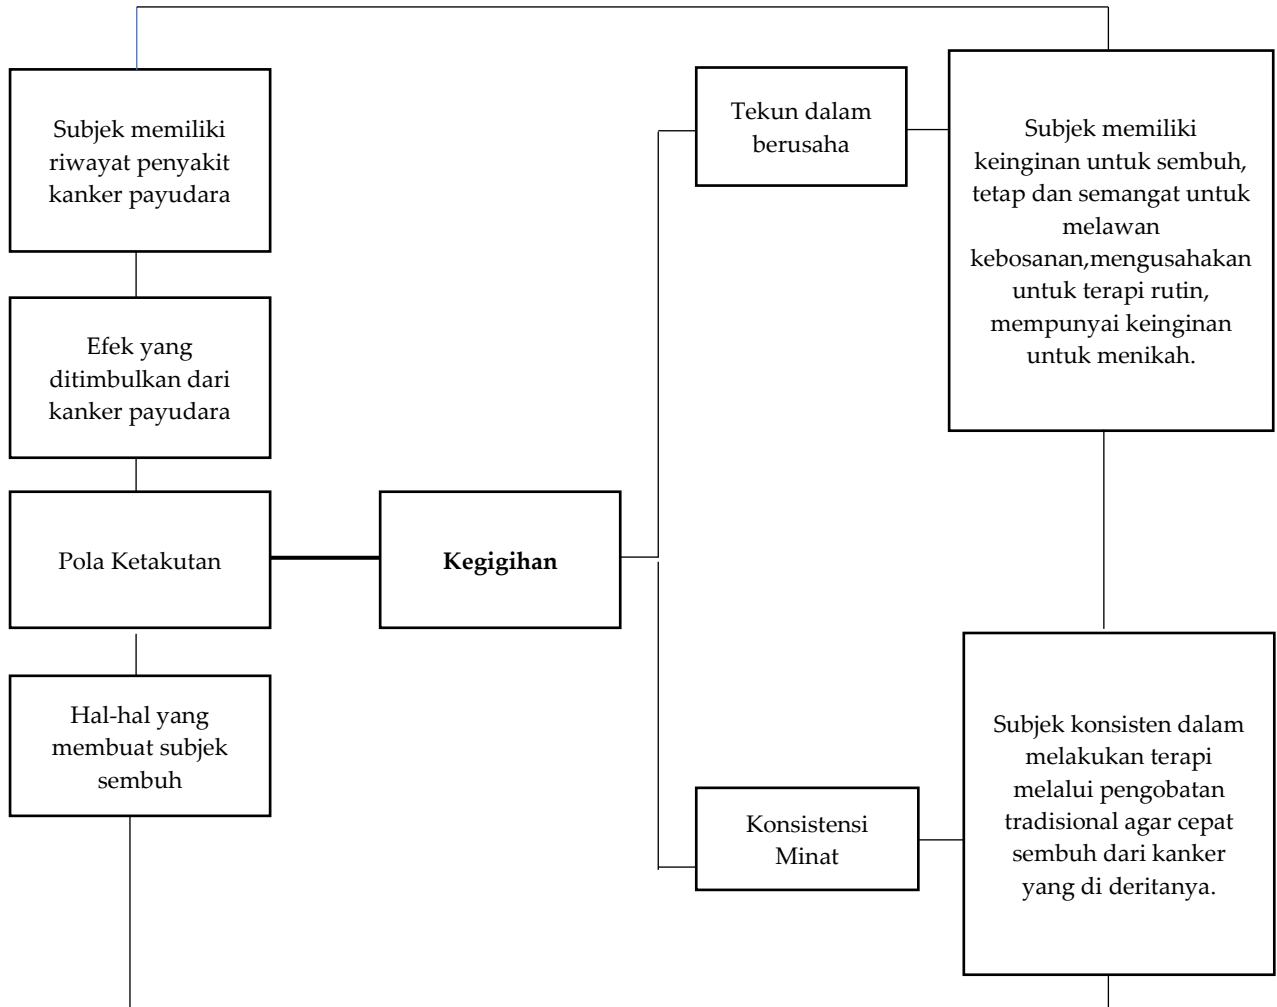 Subjek memiliki
riwayat penyakit
kanker payudara
Efek yang
ditimbulkan dari
kanker payudara
Pola Ketakutan
Hal-hal yang
membuat subjek
sembuh
Kegigihan
Tekun dalam
berusaha
Subjek memiliki
keinginan untuk sembuh,
tetap dan semangat untuk
melawan
kebosanan,mengusahakan
untuk terapi rutin,
mempunyai keinginan
untuk menikah.
Konsistensi
Minat
Subjek konsisten dalam
melakukan terapi
melalui pengobatan
tradisional agar cepat
sembuh dari kanker
yang di deritanya.